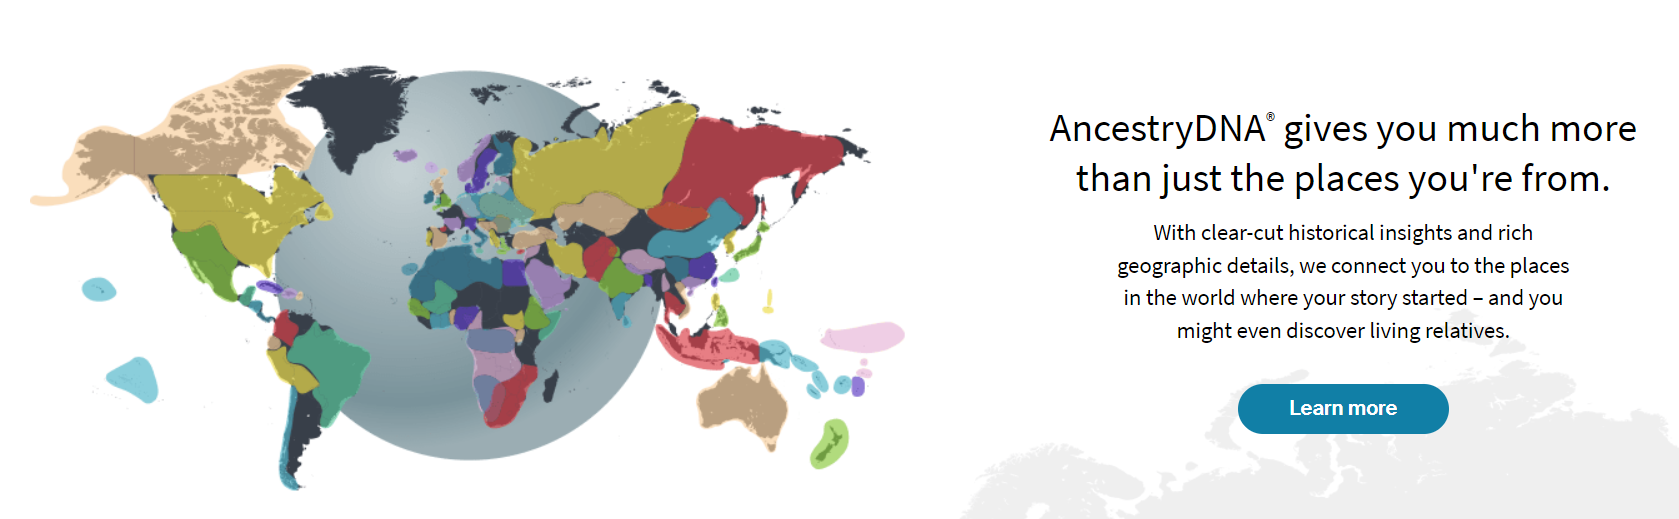 AncestryDNA® gives you much more
than just the places you're from.
With clear-cut historical insights and rich
geographic details, we connect you to the places
in the world where your story started – and you
might even discover living relatives.
Learn more